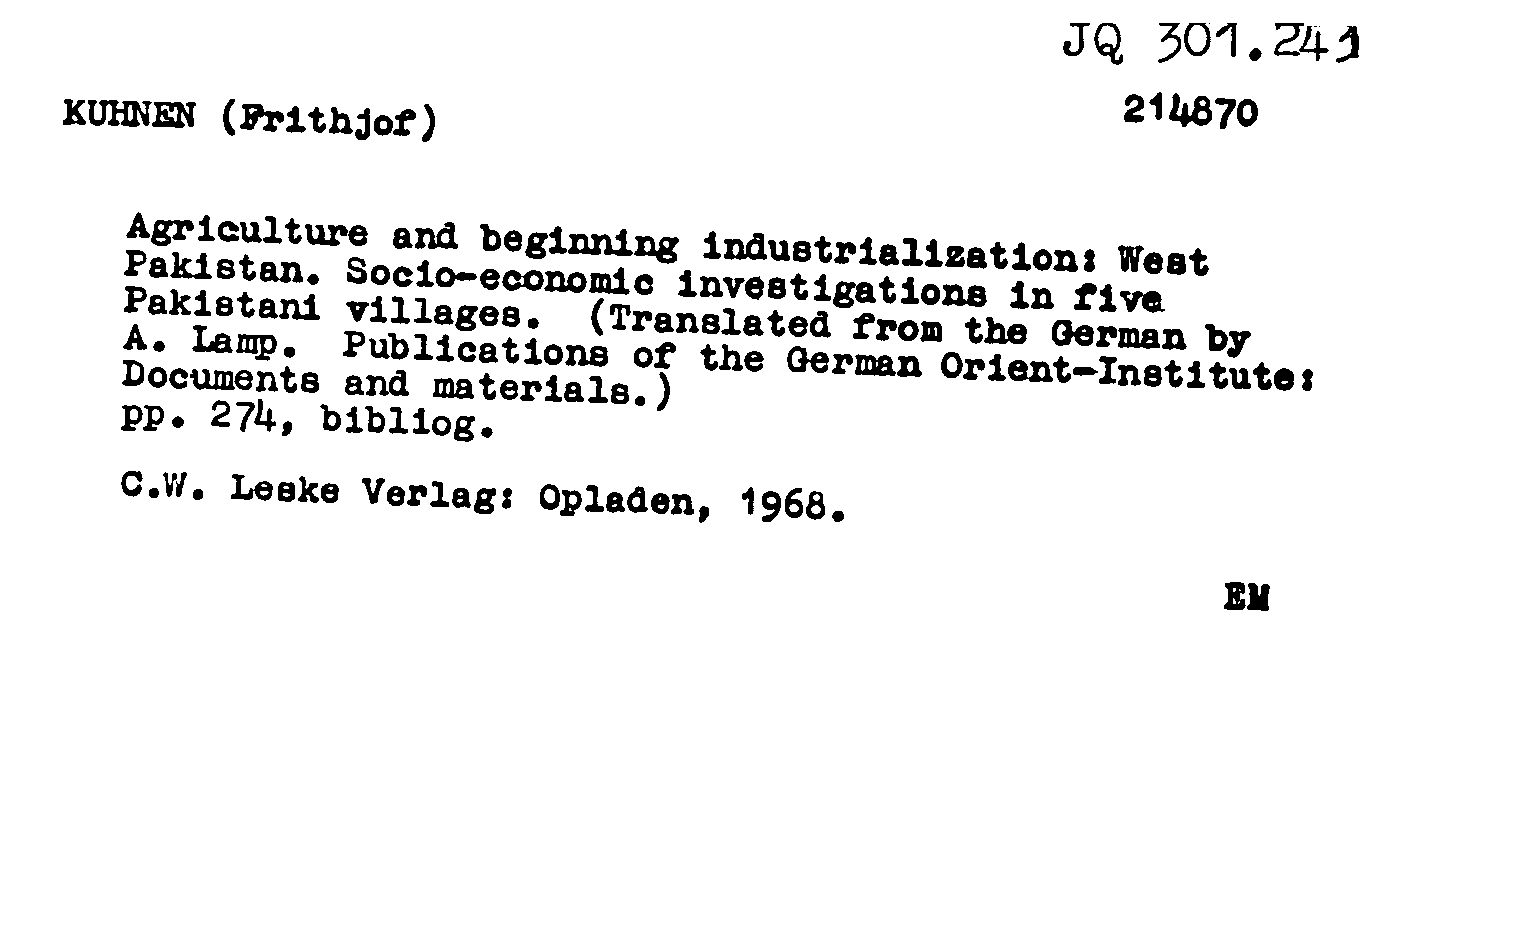 JQ 301.241
KUHNEN (Frithjof)
214870
Agriculture and beginning industrialization: West
Pakistan. Socio-economic investigations in five
Pakistani villages. (Translated from the German by
A. Lamp. Publications of the German Orient-Institute:
Documents and materials.)
pp. 274, bibliog.
C.W. Leske Verlag: Opladen, 1968.
EM